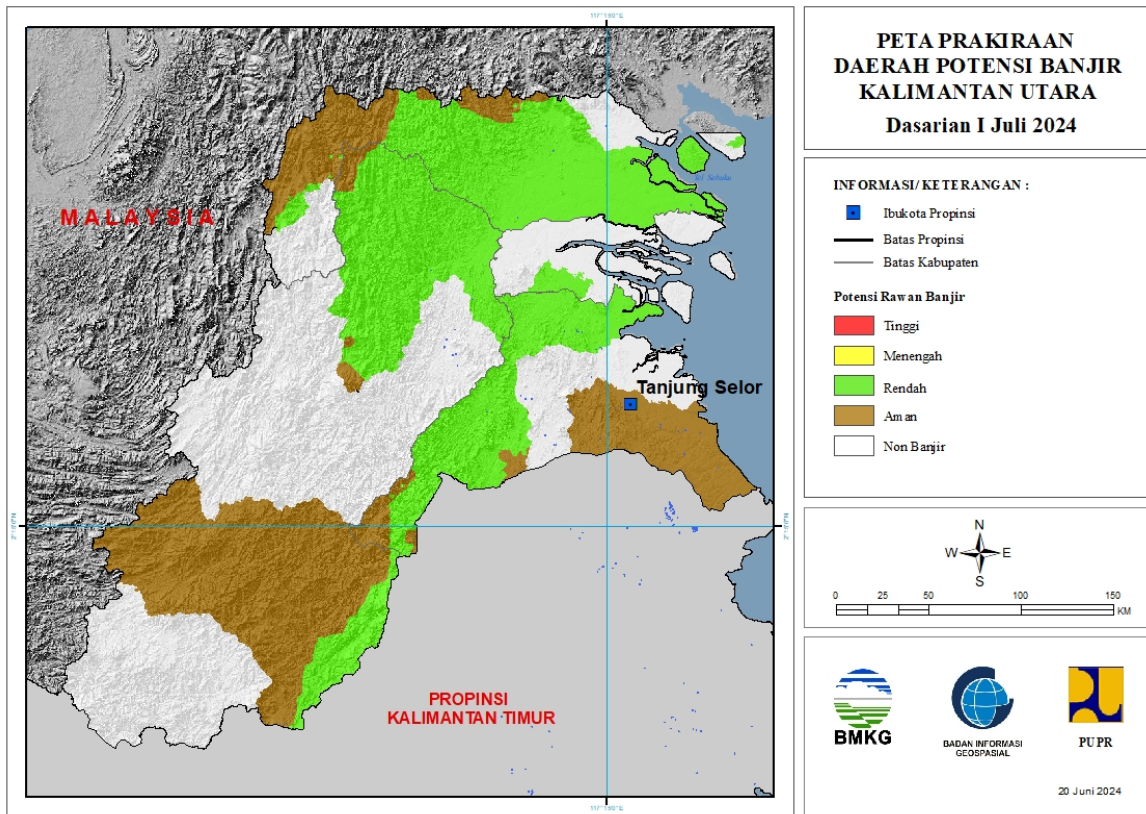 PETA PRAKIRAAN
DAERAH POTENSI BANJIR
KALIMANTAN UTARA
Dasarian I Juli 2024
INFORMASI/ KETERANGAN :
Ibukota Propinsi
Batas Propinsi
Batas Kabupaten
Potensi Rawan Banjir
Tinggi
Menengah
Rendah
Aman
Non Banjir
N
W E
S
0 25 50 100 150
KM
BMKG
BADAN INFORMASI
GEOSPASIAL
PUPR
20 Juni 2024
MALAYSIA
Tanjung Selor
PROPINSI
KALIMANTAN TIMUR